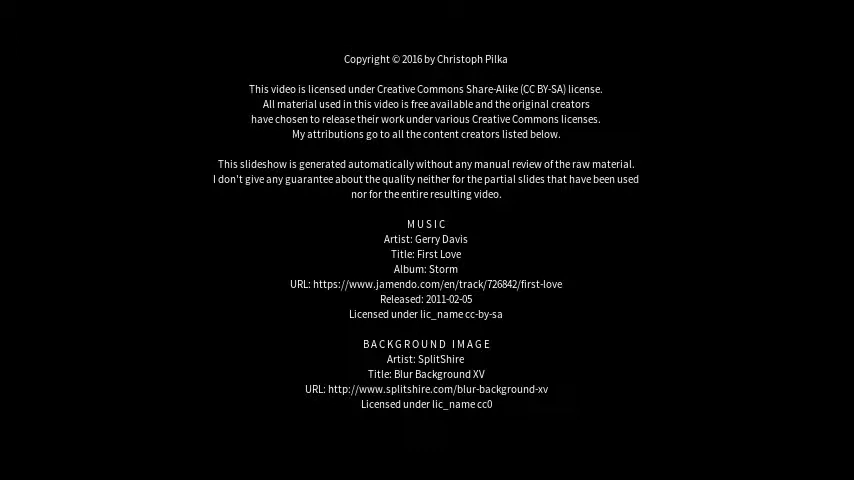 Copyright © 2016 by Christoph Pilka
This video is licensed under Creative Commons Share-Alike (CC BY-SA) license.
All material used in this video is free available and the original creators
have chosen to release their work under various Creative Commons licenses.
My attributions go to all the content creators listed below.
This slideshow is generated automatically without any manual review of the raw material.
I don't give any guarantee about the quality neither for the partial slides that have been used
nor for the entire resulting video.
M U S I C
Artist: Gerry Davis
Title: First Love
Album: Storm
URL: https://www.jamendo.com/en/track/726842/first-love
Released: 2011-02-05
Licensed under lic_name cc-by-sa
B A C K G R O U N D   I M A G E
Artist: SplitShire
Title: Blur Background XV
URL: http://www.splitshire.com/blur-background-xv
Licensed under lic_name cc0